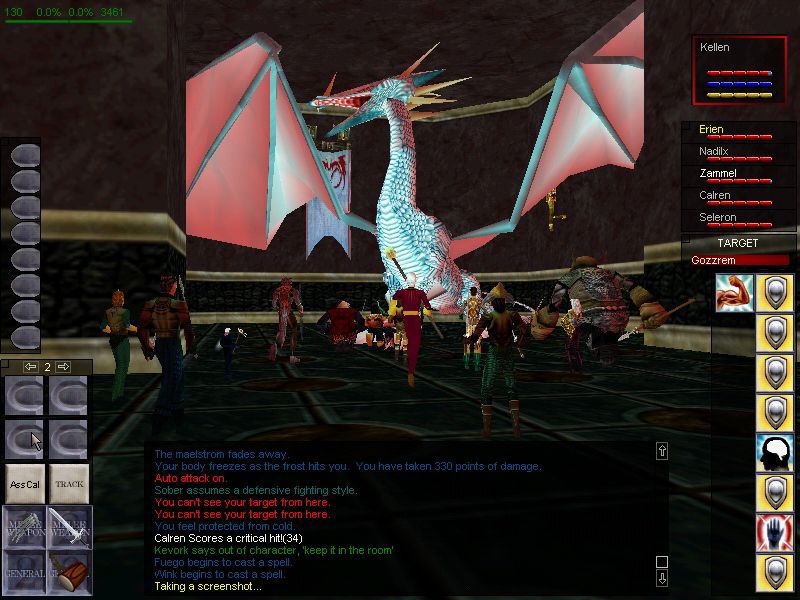 130 0.0% 0.0% 3461
Kellen
Erien
Nadilx
Zammel
Calren
Seleron
TARGET
Gozzrem
2
AssCal
TRACK
MELEE WEAPON
GENERAL
The maelstrom fades away.
Your body freezes as the frost hits you. You have taken 330 points of damage.
Auto attack on.
Sober assumes a defensive fighting style.
You can't see your target from here.
You can't see your target from here.
You feel protected from cold.
Calren Scores a critical hit!(34)
Kevork says out of character, 'keep it in the room'
Fuego begins to cast a spell.
Wink begins to cast a spell.
Taking a screenshot...